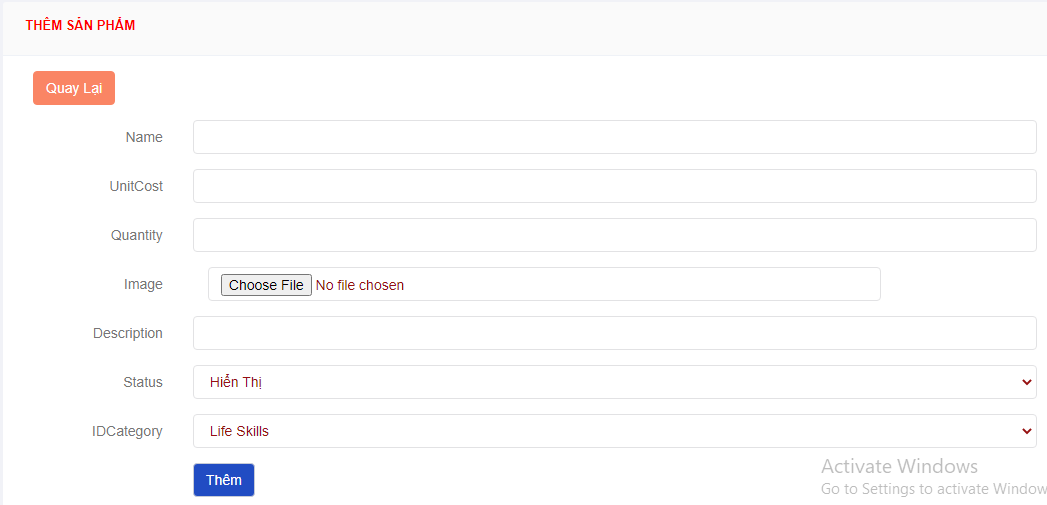 THÊM SẢN PHẨM
Quay Lại
Name
UnitCost
Quantity
Image Choose File No file chosen
Description
Status Hiển Thị
IDCategory Life Skills
Thêm
Activate Windows
Go to Settings to activate Window